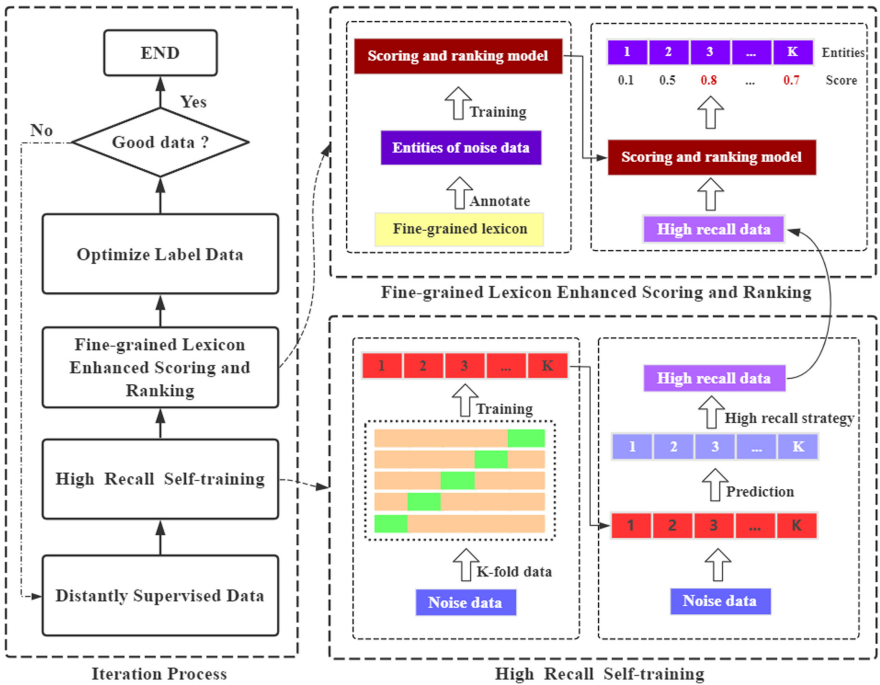 END
Yes
No
Good data ?
Optimize Label Data
Fine-grained Lexicon
Enhanced Scoring and
Ranking
High Recall Self-training
Distantly Supervised Data
Iteration Process
Scoring and ranking model
Training
Entities of noise data
Annotate
Fine-grained lexicon
1 2 3 ... K Entities
0.1 0.5 0.8 ... 0.7 Score
Scoring and ranking model
High recall data
Fine-grained Lexicon Enhanced Scoring and Ranking
1 2 3 ... K
Training
K-fold data
Noise data
High recall data
High recall strategy
1 2 3 ... K
Prediction
1 2 3 ... K
Noise data
High Recall Self-training